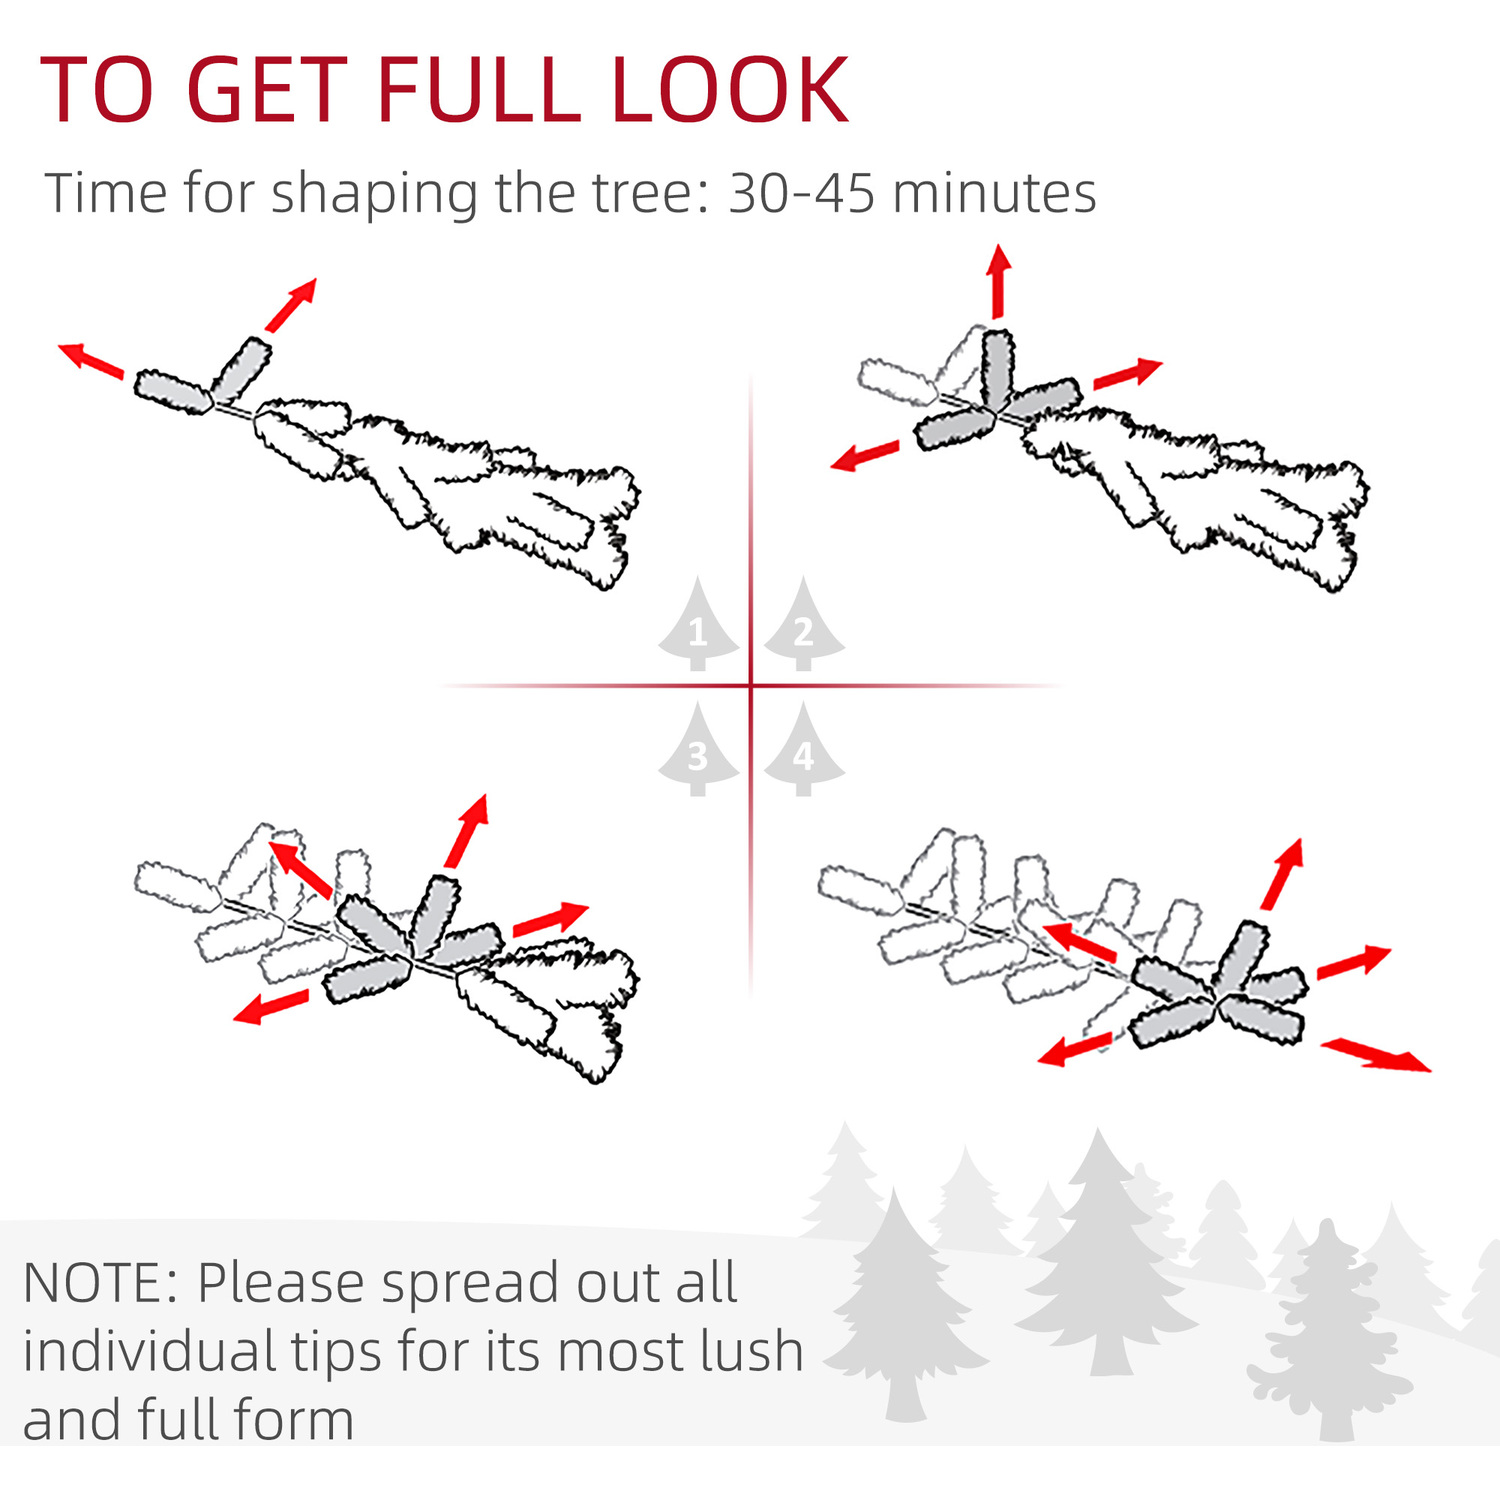 TO GET FULL LOOK
Time for shaping the tree: 30-45 minutes
1
2
3
4
NOTE: Please spread out all
individual tips for its most lush
and full form